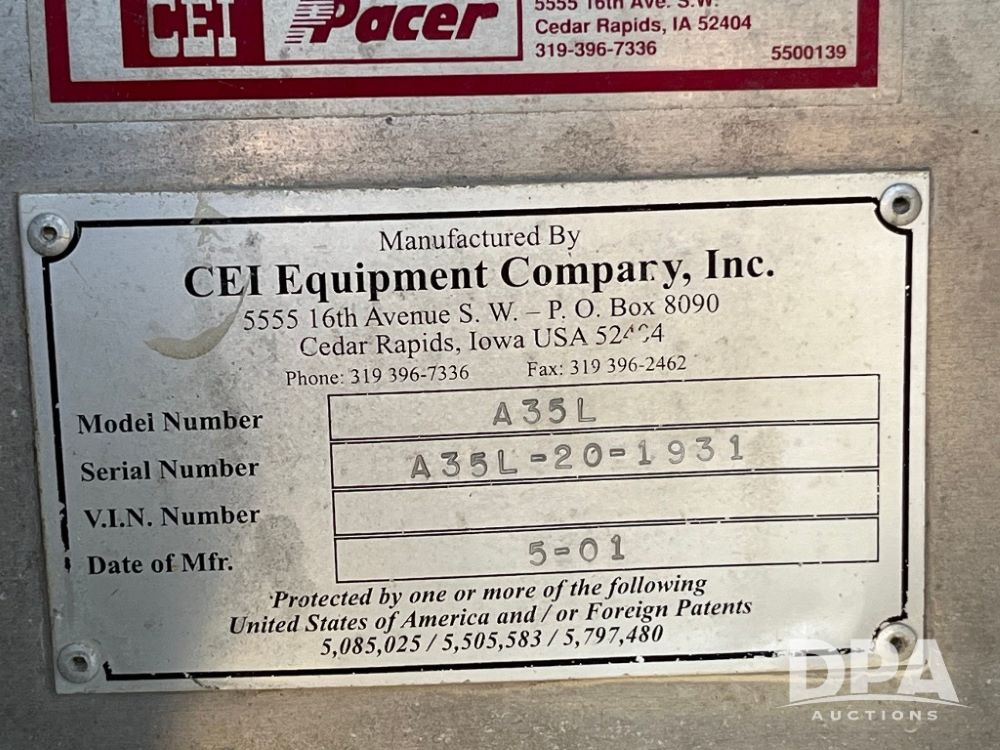 CEI Pacer
5555 16th Ave. S.W.
Cedar Rapids, IA 52404
319-396-7336
5500139
Manufactured By
CEI Equipment Company, Inc.
5555 16th Avenue S. W. – P. O. Box 8090
Cedar Rapids, Iowa USA 52404
Phone: 319 396-7336 Fax: 319 396-2462
Model Number A35L
Serial Number A35L-20-1931
V.I.N. Number
Date of Mfr. 5-01
Protected by one or more of the following
United States of America and / or Foreign Patents
5,085,025 / 5,505,583 / 5,797,480
DPA
AUCTIONS